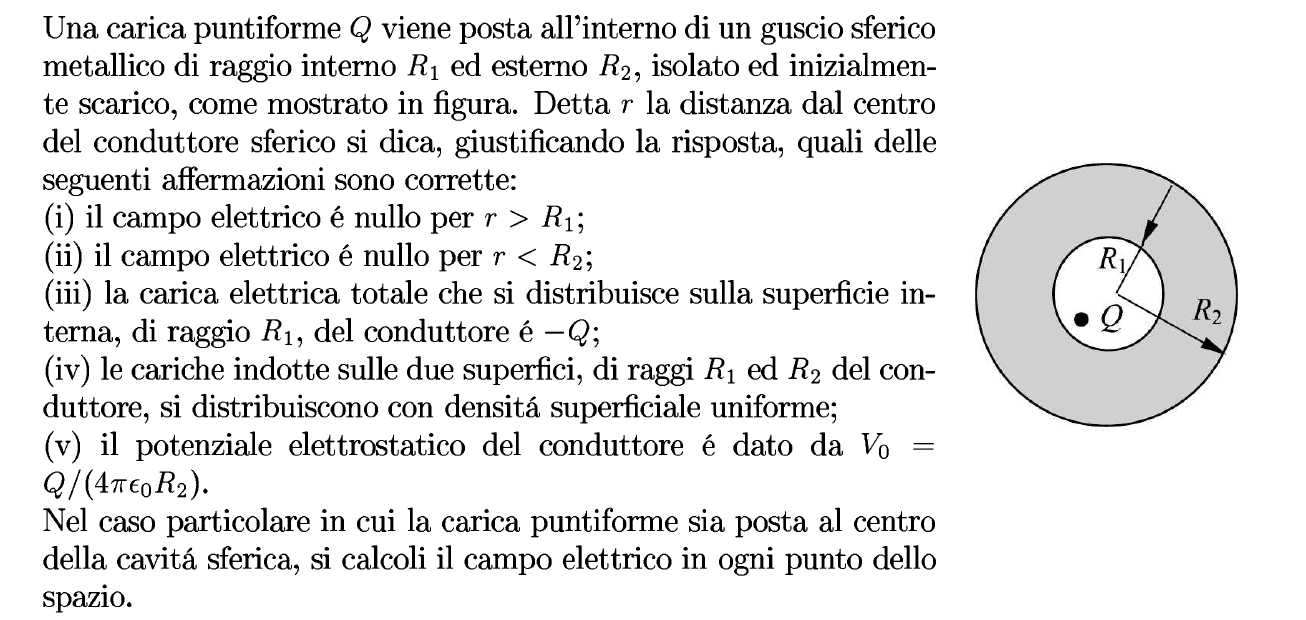 Una carica puntiforme Q viene posta all'interno di un guscio sferico
metallico di raggio interno R₁ ed esterno R₂, isolato ed inizialmen-
te scarico, come mostrato in figura. Detta r la distanza dal centro
del conduttore sferico si dica, giustificando la risposta, quali delle
seguenti affermazioni sono corrette:
(i) il campo elettrico é nullo per r > R₁;
(ii) il campo elettrico é nullo per r < R₂;
(iii) la carica elettrica totale che si distribuisce sulla superficie in-
terna, di raggio R₁, del conduttore é −Q;
(iv) le cariche indotte sulle due superfici, di raggi R₁ ed R₂ del con-
duttore, si distribuiscono con densitá superficiale uniforme;
(v) il potenziale elettrostatico del conduttore é dato da V₀ =
Q/(4πϵ₀R₂).
Nel caso particolare in cui la carica puntiforme sia posta al centro
della cavitá sferica, si calcoli il campo elettrico in ogni punto dello
spazio.
R₁
R₂
Q